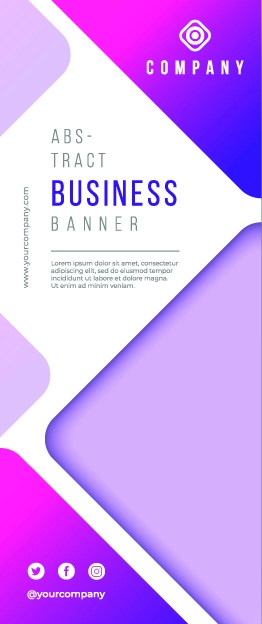 COMPANY
ABS-
TRACT
BUSINESS
BANNER
www.yourcompany.com
Lorem ipsum dolor sit amet, consectetur
adipiscing elit, sed do eiusmod tempor
incididunt ut labore et dolore magna.
Ut enim ad minim veniam.
@yourcompany